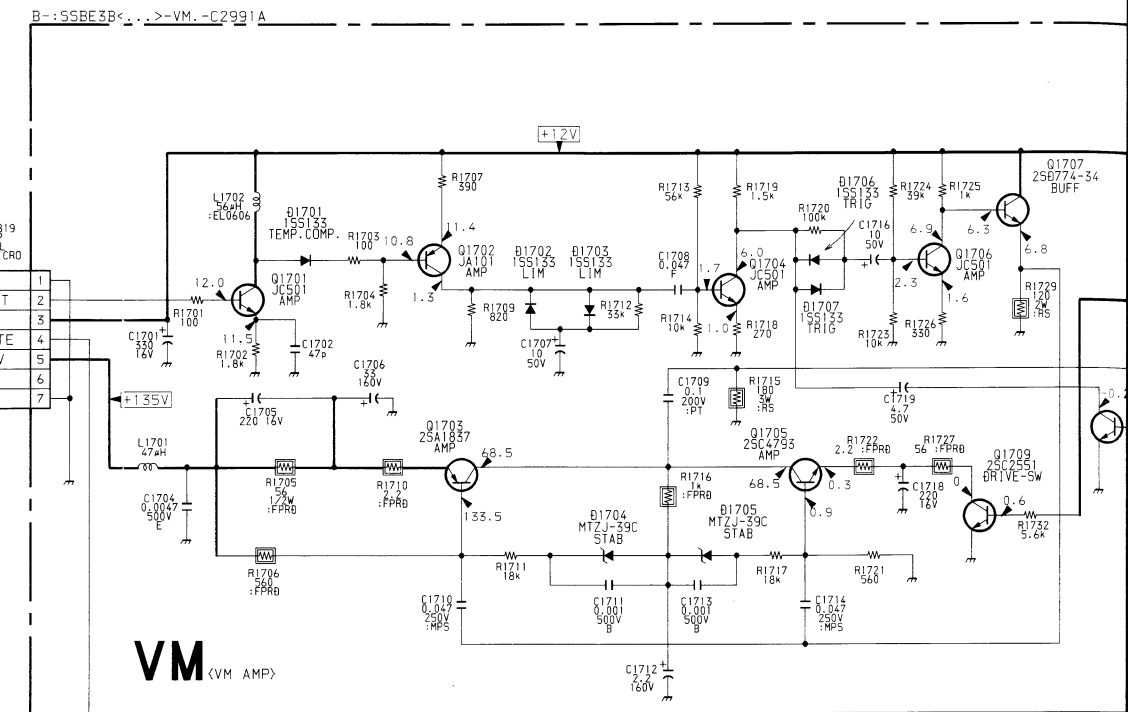 B-:SSBE3B<...>-VM.-C2991A
+12V
L1702
56μH
:EL0606
D1701
1SS133
TEMP.COMP.
R1703
100
10.8
R1707
390
11.4
Q1702
JA101
AMP
1.3
D1702
1SS133
LIM
D1703
1SS133
LIM
R1713
56k
R1719
1.5k
C1708
0.047
F
1.7
6.0
Q1704
JC501
AMP
1.0
D1706
1SS133
TRIG
R1720
100k
C1716
10
50V
D1707
1SS133
TRIG
R1724
39k
R1725
1k
6.9
2.3
Q1706
JC501
AMP
1.6
Q1707
2SD774-34
BUFF
6.3
6.8
R1729
120
2W
:RS
819
CRO
1
T 2
3
TE 4
V 5
6
7
12.0
R1701
100
Q1701
JC501
AMP
11.5
R1702
1.8k
C1702
47p
R1704
1.8k
R1709
820
R1712
33k
C1707
10
50V
R1714
10k
R1718
270
R1723
10k
R1726
330
C1701
330
16V
+135V
C1705
220 16V
C1706
33
160V
C1709
0.1
200V
:PT
R1715
180
3W
:RS
C1719
4.7
50V
-0.2
L1701
47μH
C1704
0.0047
500V
E
R1705
56
1/2W
:FPRD
R1710
2.2
:FPRD
Q1703
2SA1837
AMP
68.5
133.5
R1716
1k
:FPRD
Q1705
2SC4793
AMP
68.5
0.3
0.9
R1722
2.2 :FPRD
R1727
56 :FPRD
C1718
220
16V
Q1709
2SC2551
DRIVE-SW
0
0.6
R1732
5.6k
R1706
560
:FPRD
R1711
18k
D1704
MTZJ-39C
STAB
D1705
MTZJ-39C
STAB
R1717
18k
R1721
560
C1710
0.047
250V
:MPS
C1711
0.001
500V
B
C1713
0.001
500V
B
C1714
0.047
250V
:MPS
C1712
2.2
160V
VM <VM AMP>